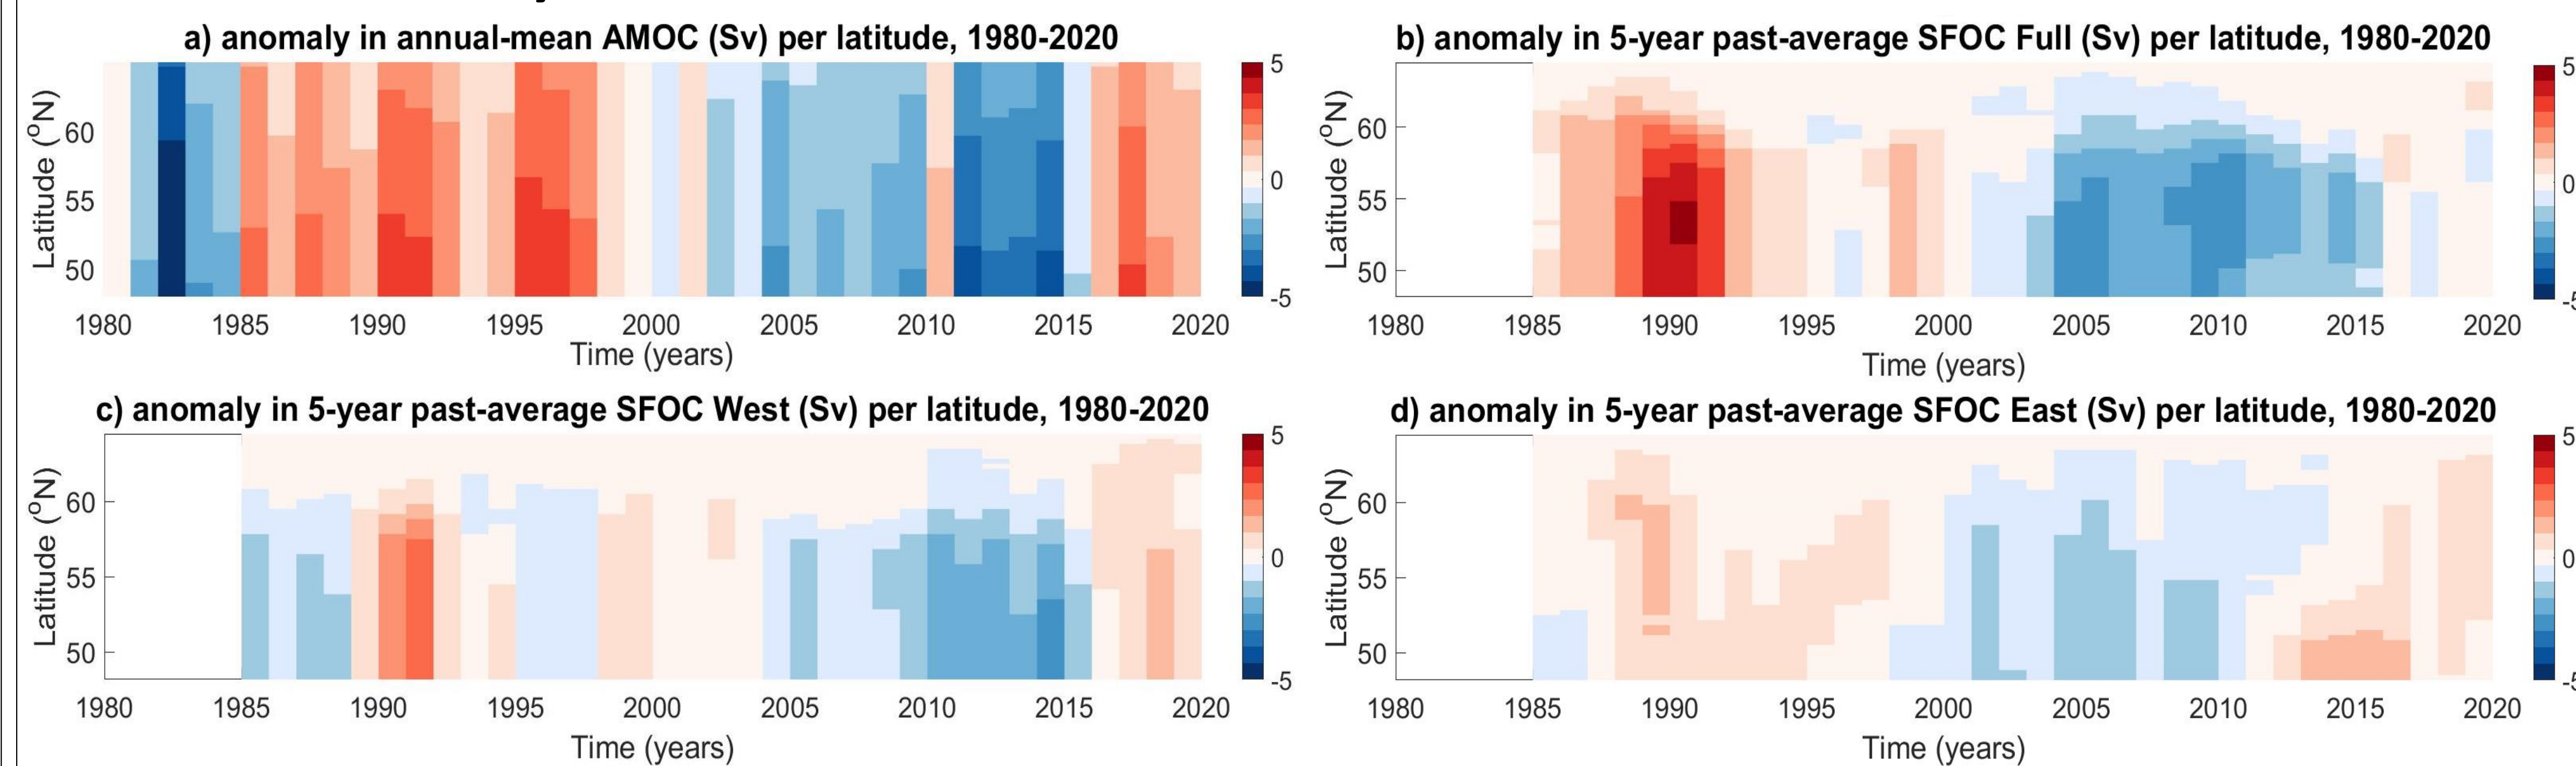 a) anomaly in annual-mean AMOC (Sv) per latitude, 1980-2020
Latitude (°N)
60
55
50
1980 1985 1990 1995 2000 2005 2010 2015 2020
Time (years)
5
0
-5
b) anomaly in 5-year past-average SFOC Full (Sv) per latitude, 1980-2020
Latitude (°N)
60
55
50
1980 1985 1990 1995 2000 2005 2010 2015 2020
Time (years)
5
0
-5
c) anomaly in 5-year past-average SFOC West (Sv) per latitude, 1980-2020
Latitude (°N)
60
55
50
1980 1985 1990 1995 2000 2005 2010 2015 2020
Time (years)
5
0
-5
d) anomaly in 5-year past-average SFOC East (Sv) per latitude, 1980-2020
Latitude (°N)
60
55
50
1980 1985 1990 1995 2000 2005 2010 2015 2020
Time (years)
5
0
-5